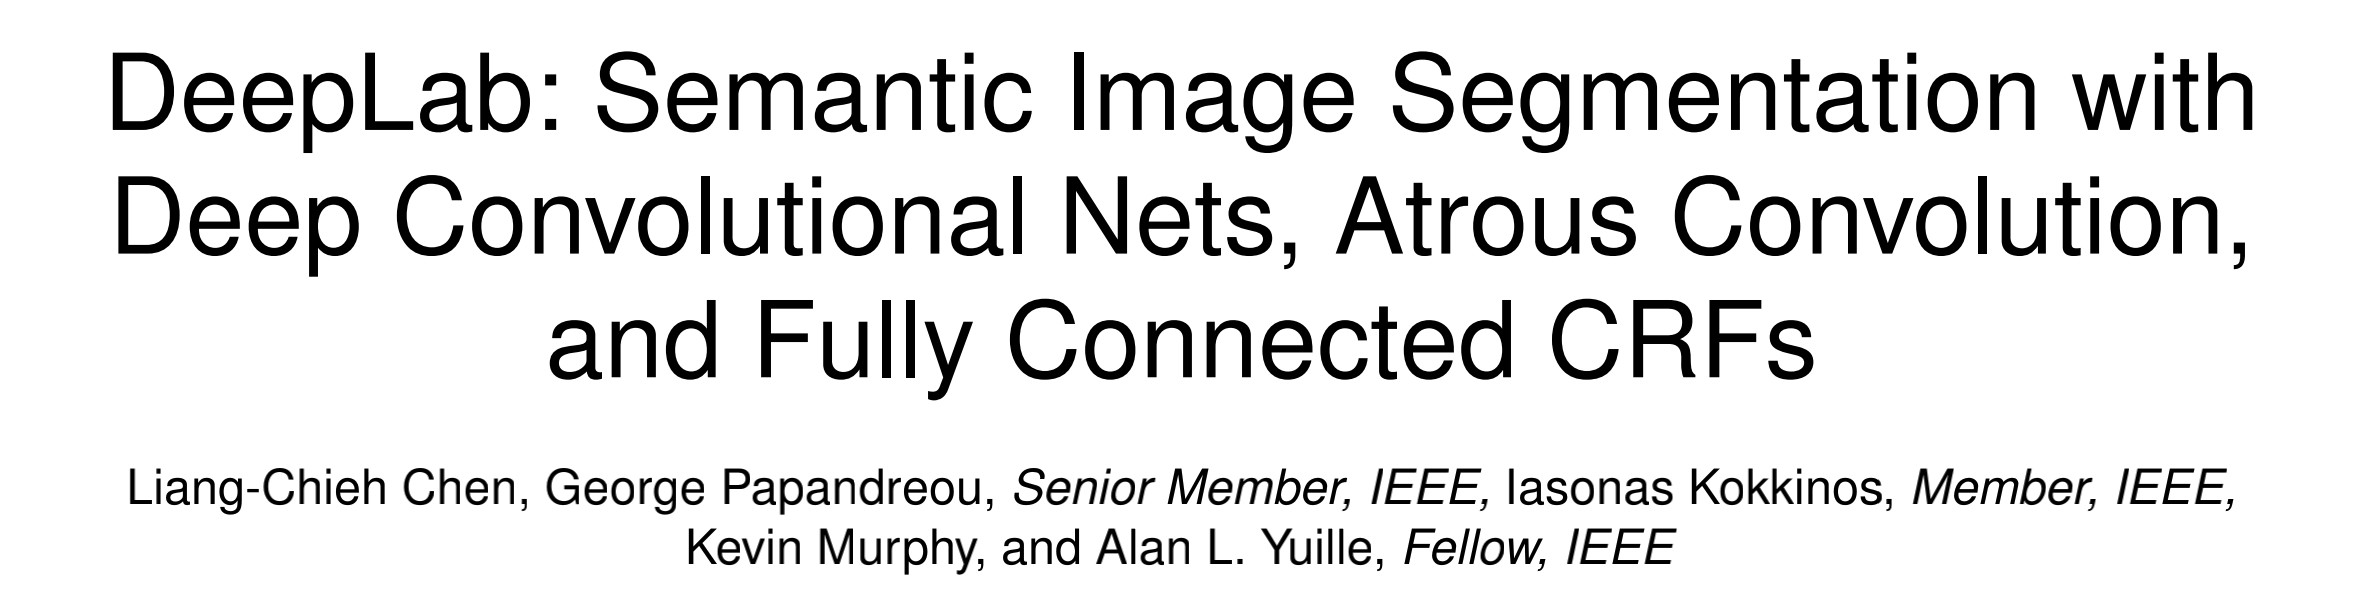 DeepLab: Semantic Image Segmentation with
Deep Convolutional Nets, Atrous Convolution,
and Fully Connected CRFs
Liang-Chieh Chen, George Papandreou, Senior Member, IEEE, Iasonas Kokkinos, Member, IEEE,
Kevin Murphy, and Alan L. Yuille, Fellow, IEEE